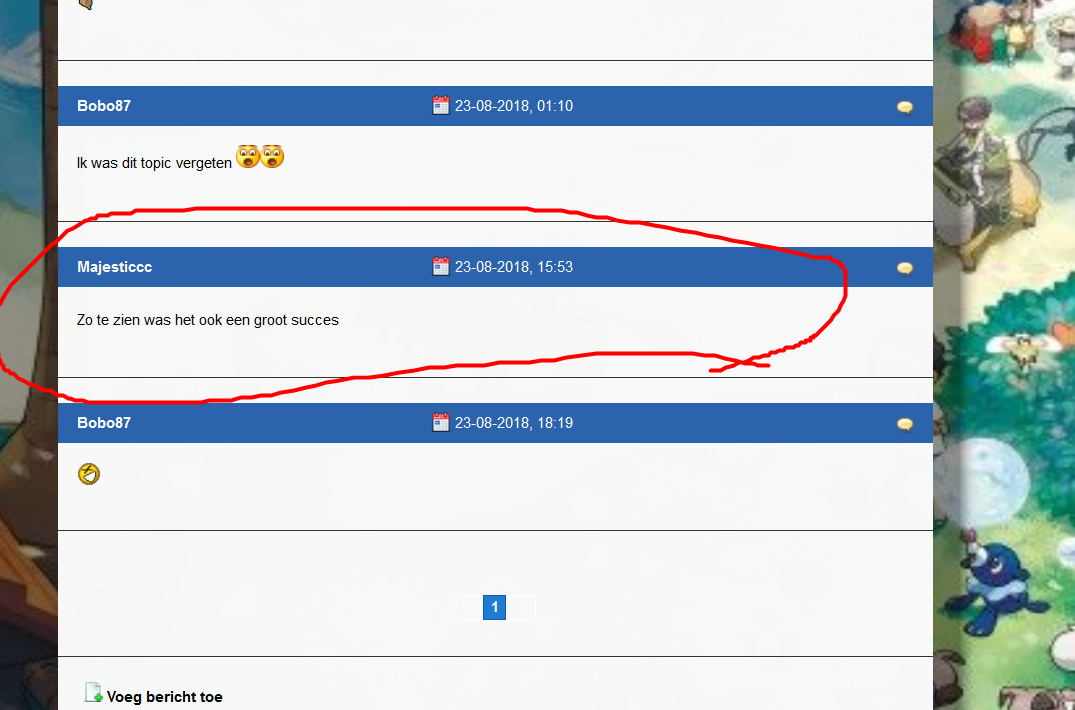 Bobo87 23-08-2018, 01:10
Ik was dit topic vergeten
Majesticcc 23-08-2018, 15:53
Zo te zien was het ook een groot succes
Bobo87 23-08-2018, 18:19
1
Voeg bericht toe